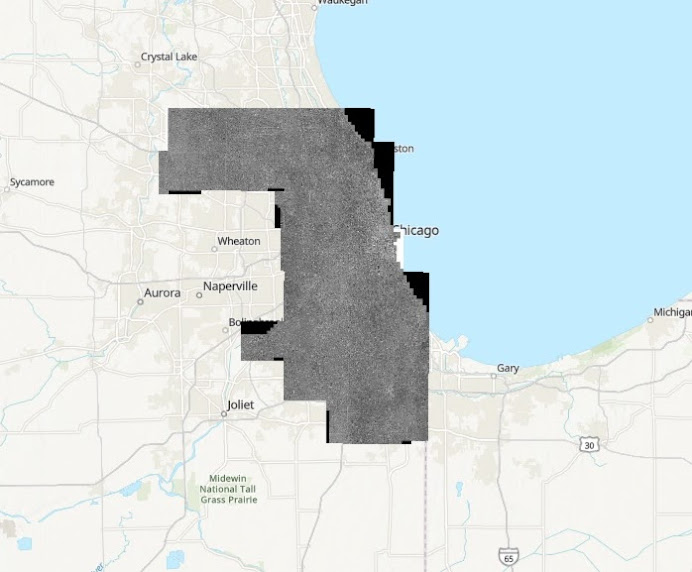 Waukegan
Crystal Lake
ston
Sycamore
Chicago
Wheaton
Aurora
Naperville
Michigan
Gary
Joliet
30
Midewin
National Tall
Grass Prairie
65